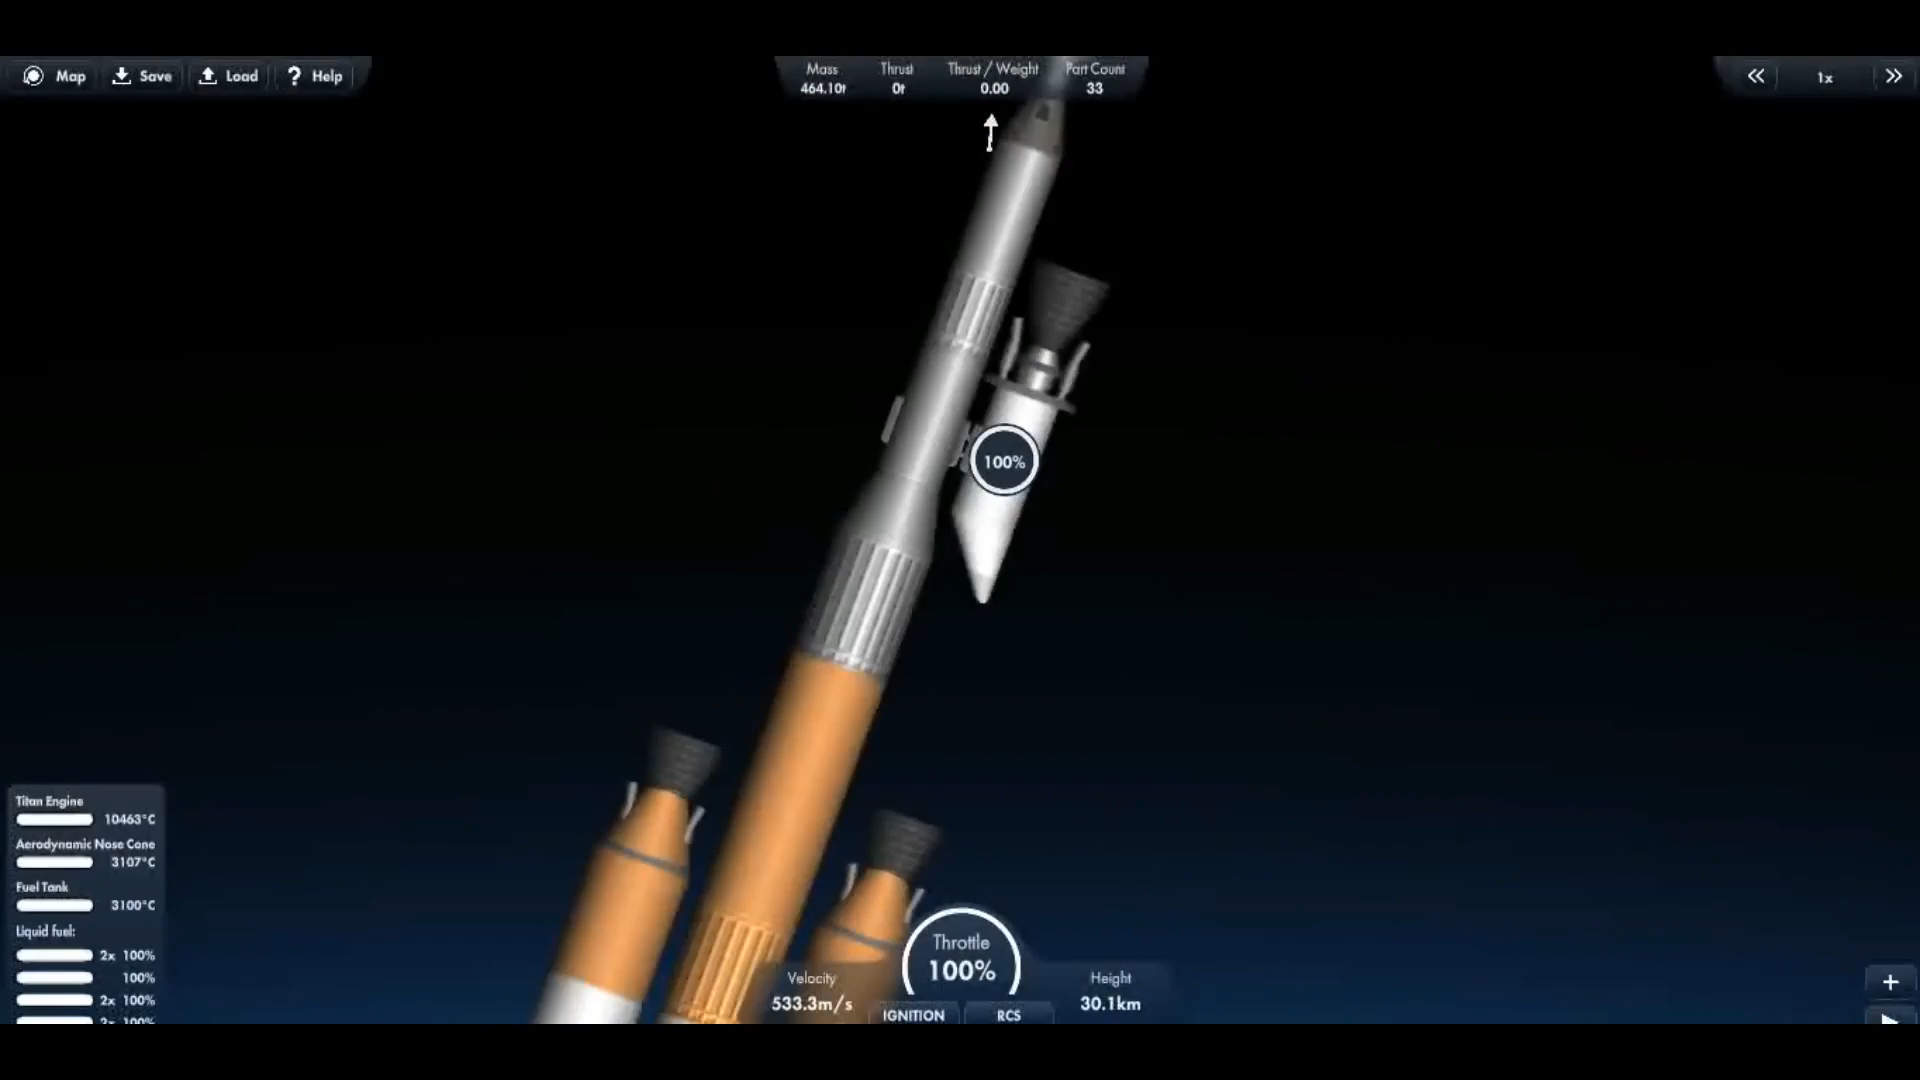 Map Save Load ? Help
Mass Thrust Thrust / Weight Part Count
464.10t 0t 0.00 33
1x
100%
Titan Engine
10463°C
Aerodynamic Nose Cone
3107°C
Fuel Tank
3100°C
Liquid fuel:
2x 100%
100%
2x 100%
2x 100%
Throttle
100%
Velocity
533.3m/s
Height
30.1km
IGNITION RCS